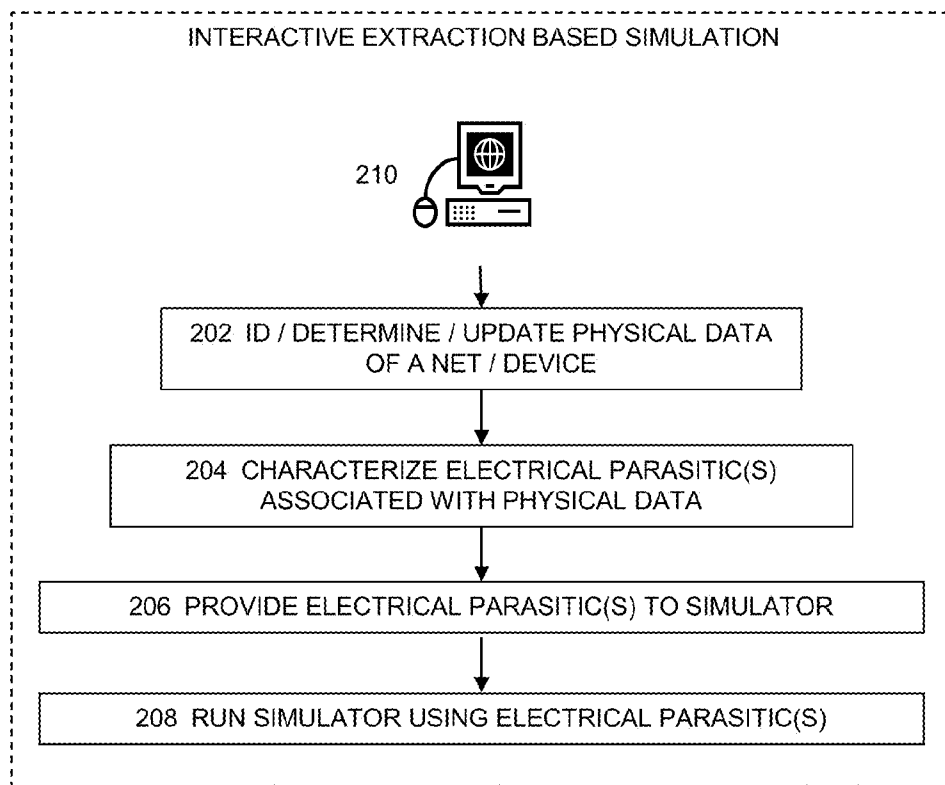 INTERACTIVE EXTRACTION BASED SIMULATION
210
202 ID / DETERMINE / UPDATE PHYSICAL DATA
OF A NET / DEVICE
204 CHARACTERIZE ELECTRICAL PARASITIC(S)
ASSOCIATED WITH PHYSICAL DATA
206 PROVIDE ELECTRICAL PARASITIC(S) TO SIMULATOR
208 RUN SIMULATOR USING ELECTRICAL PARASITIC(S)